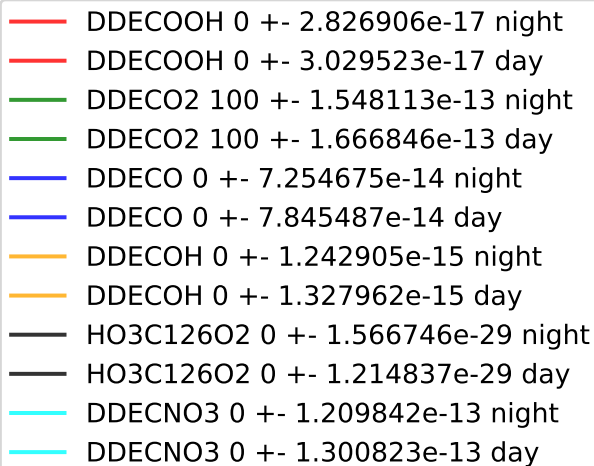 DDECOOH 0 +- 2.826906e-17 night
DDECOOH 0 +- 3.029523e-17 day
DDECO2 100 +- 1.548113e-13 night
DDECO2 100 +- 1.666846e-13 day
DDECO 0 +- 7.254675e-14 night
DDECO 0 +- 7.845487e-14 day
DDECOH 0 +- 1.242905e-15 night
DDECOH 0 +- 1.327962e-15 day
HO3C126O2 0 +- 1.566746e-29 night
HO3C126O2 0 +- 1.214837e-29 day
DDECNO3 0 +- 1.209842e-13 night
DDECNO3 0 +- 1.300823e-13 day